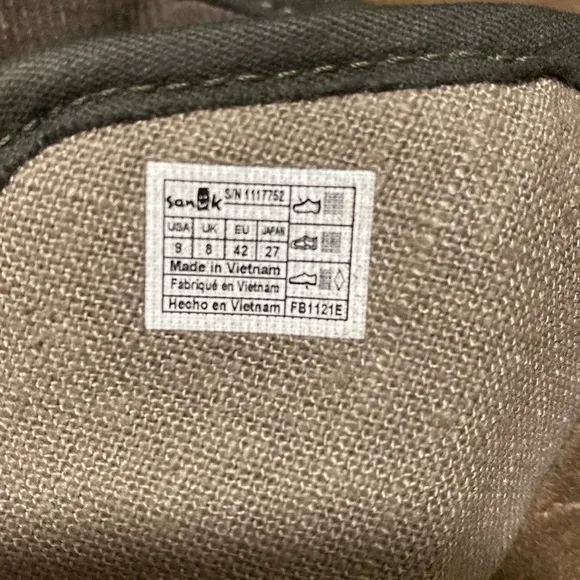 sanuk S/N 1117752
USA UK EU JAPAN
9 8 42 27
Made in Vietnam
Fabriqué en Vietnam
Hecho en Vietnam FB1121E